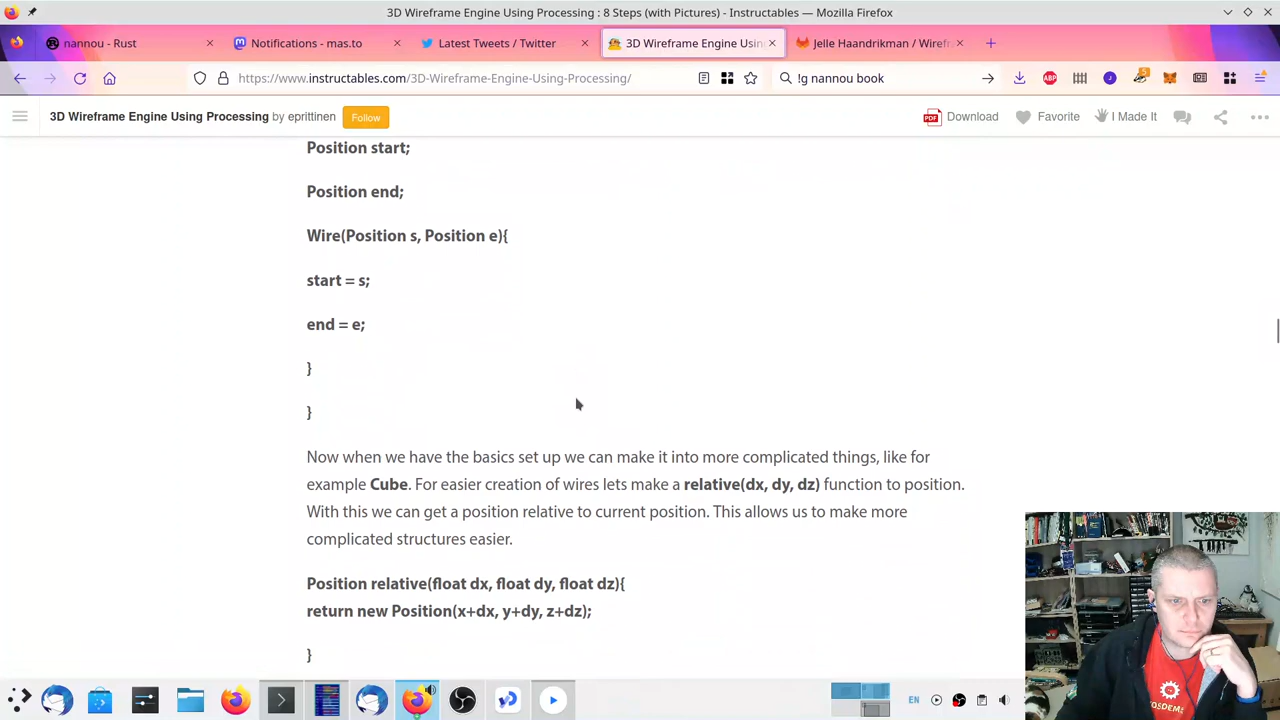 3D Wireframe Engine Using Processing : 8 Steps (with Pictures) - Instructables — Mozilla Firefox
nannou - Rust
Notifications - mas.to
Latest Tweets / Twitter
3D Wireframe Engine Usin
Jelle Haandrikman / Wirefr
https://www.instructables.com/3D-Wireframe-Engine-Using-Processing/
!g nannou book
ABP
J
5
3D Wireframe Engine Using Processing by eprittinen
Follow
PDF
Download
Favorite
I Made It
Position start;
Position end;
Wire(Position s, Position e){
start = s;
end = e;
}
}
Now when we have the basics set up we can make it into more complicated things, like for
example Cube. For easier creation of wires lets make a relative(dx, dy, dz) function to position.
With this we can get a position relative to current position. This allows us to make more
complicated structures easier.
Position relative(float dx, float dy, float dz){
return new Position(x+dx, y+dy, z+dz);
}
EN